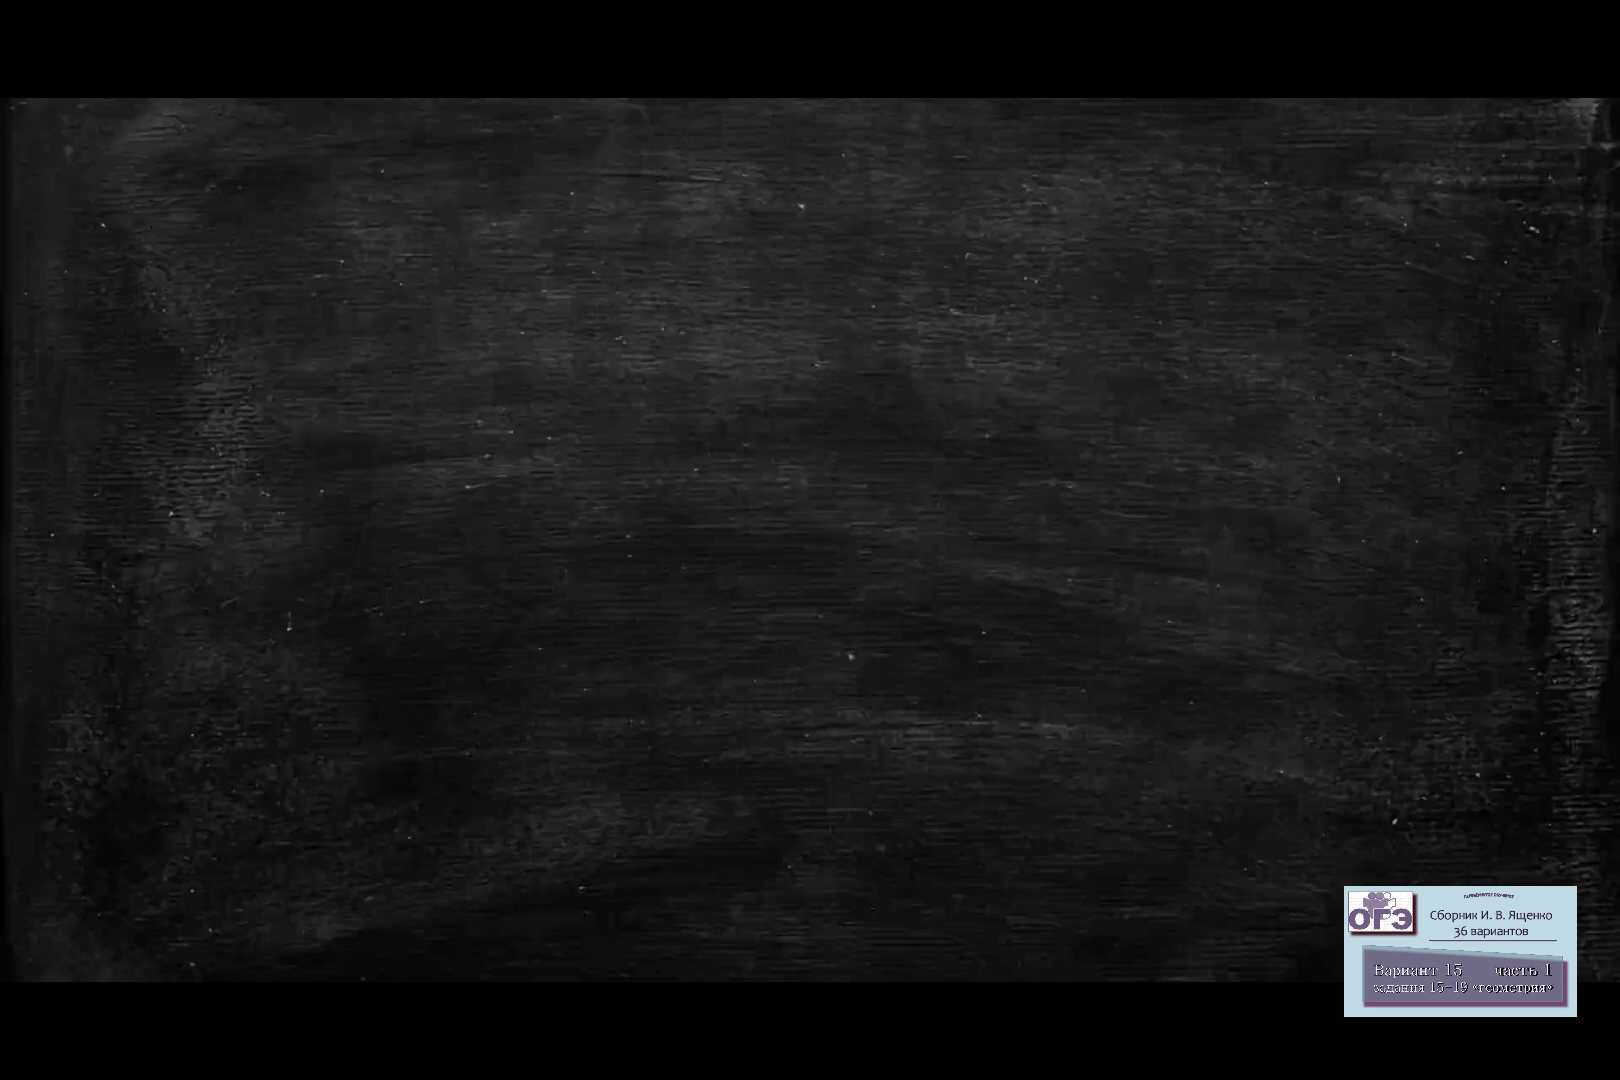 ОГЭ
Сборник И. В. Ященко
36 вариантов
Вариант 15 часть 1
задания 15-19 «геометрия»